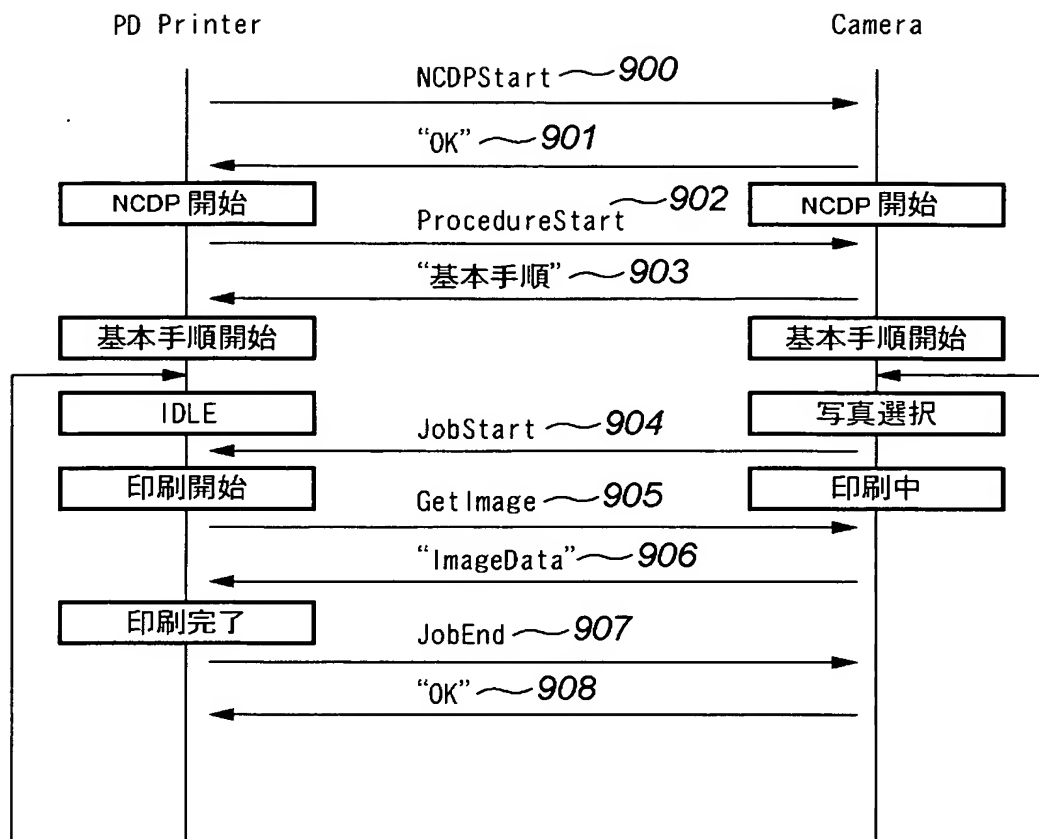 PD Printer
Camera
NCDPStart 900
“OK” 901
NCDP 開始
NCDP 開始
ProcedureStart 902
“基本手順” 903
基本手順開始
基本手順開始
IDLE
写真選択
JobStart 904
印刷開始
印刷中
GetImage 905
“ImageData” 906
印刷完了
JobEnd 907
“OK” 908